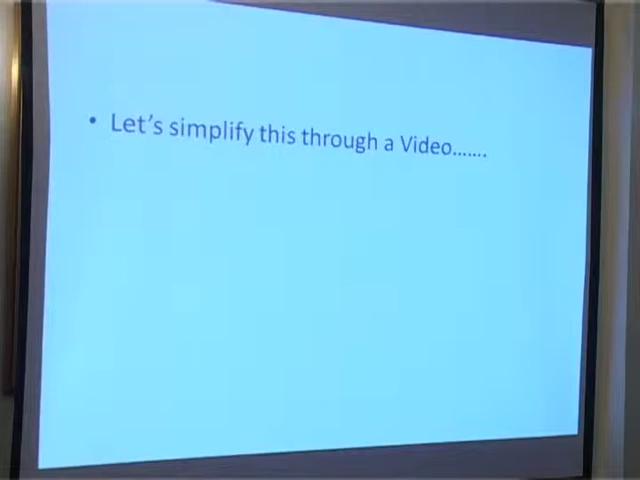 • Let's simplify this through a Video.......